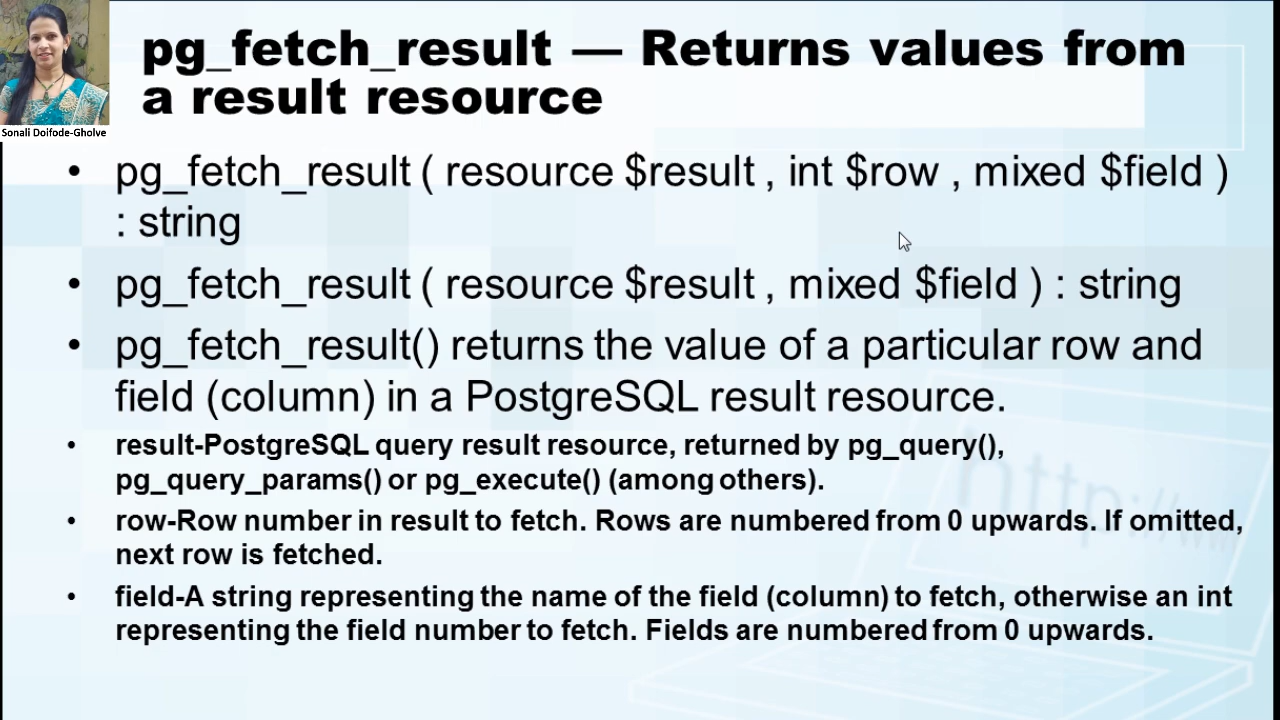 pg_fetch_result — Returns values from
a result resource
Sonali Doifode-Gholve
• pg_fetch_result ( resource $result , int $row , mixed $field )
: string
• pg_fetch_result ( resource $result , mixed $field ) : string
• pg_fetch_result() returns the value of a particular row and
field (column) in a PostgreSQL result resource.
• result-PostgreSQL query result resource, returned by pg_query(),
pg_query_params() or pg_execute() (among others).
• row-Row number in result to fetch. Rows are numbered from 0 upwards. If omitted,
next row is fetched.
• field-A string representing the name of the field (column) to fetch, otherwise an int
representing the field number to fetch. Fields are numbered from 0 upwards.
http://